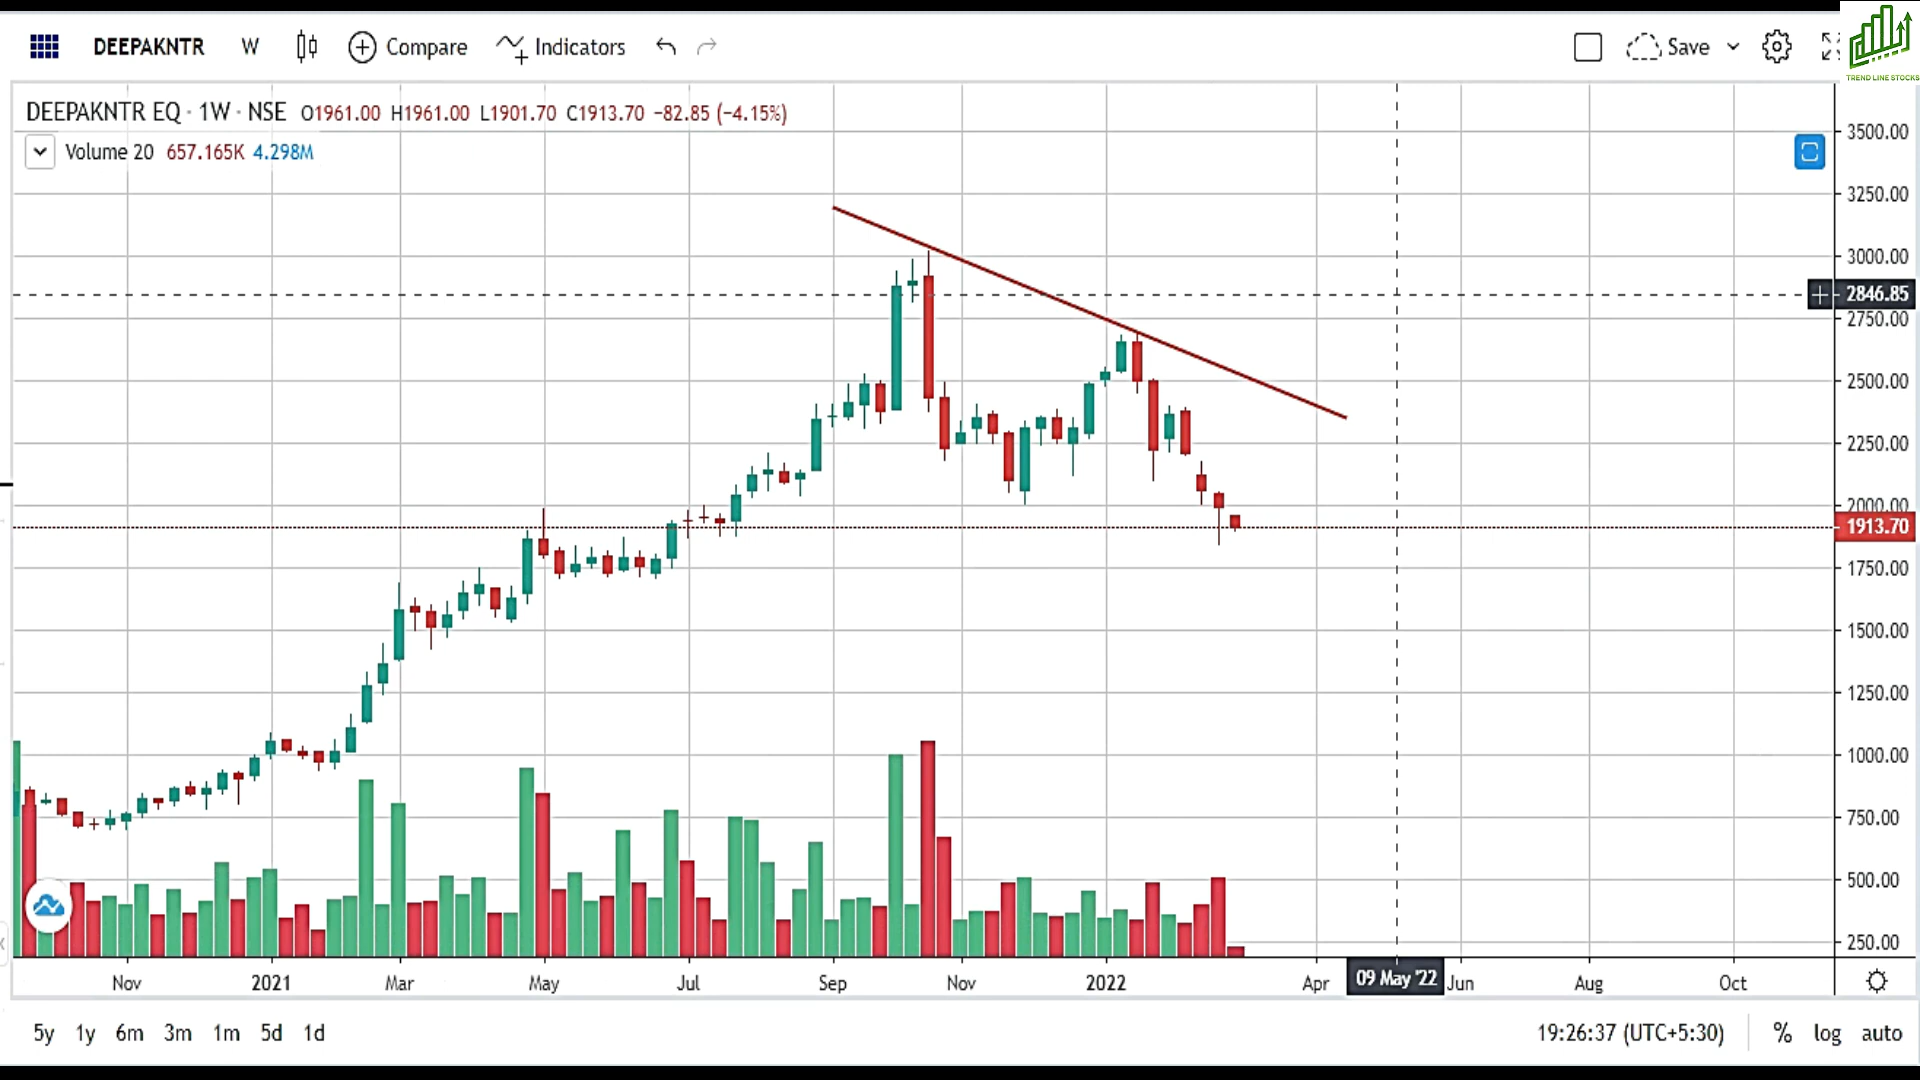 DEEPAKNTR W Compare Indicators Save
TREND LINE STOCKS
DEEPAKNTR EQ · 1W · NSE O1961.00 H1961.00 L1901.70 C1913.70 −82.85 (−4.15%)
Volume 20 657.165K 4.298M
3500.00
3250.00
3000.00
2846.85
2750.00
2500.00
2250.00
2000.00
1913.70
1750.00
1500.00
1250.00
1000.00
750.00
500.00
250.00
Nov 2021 Mar May Jul Sep Nov 2022 Apr 09 May '22 Jun Aug Oct
5y 1y 6m 3m 1m 5d 1d 19:26:37 (UTC+5:30) % log auto